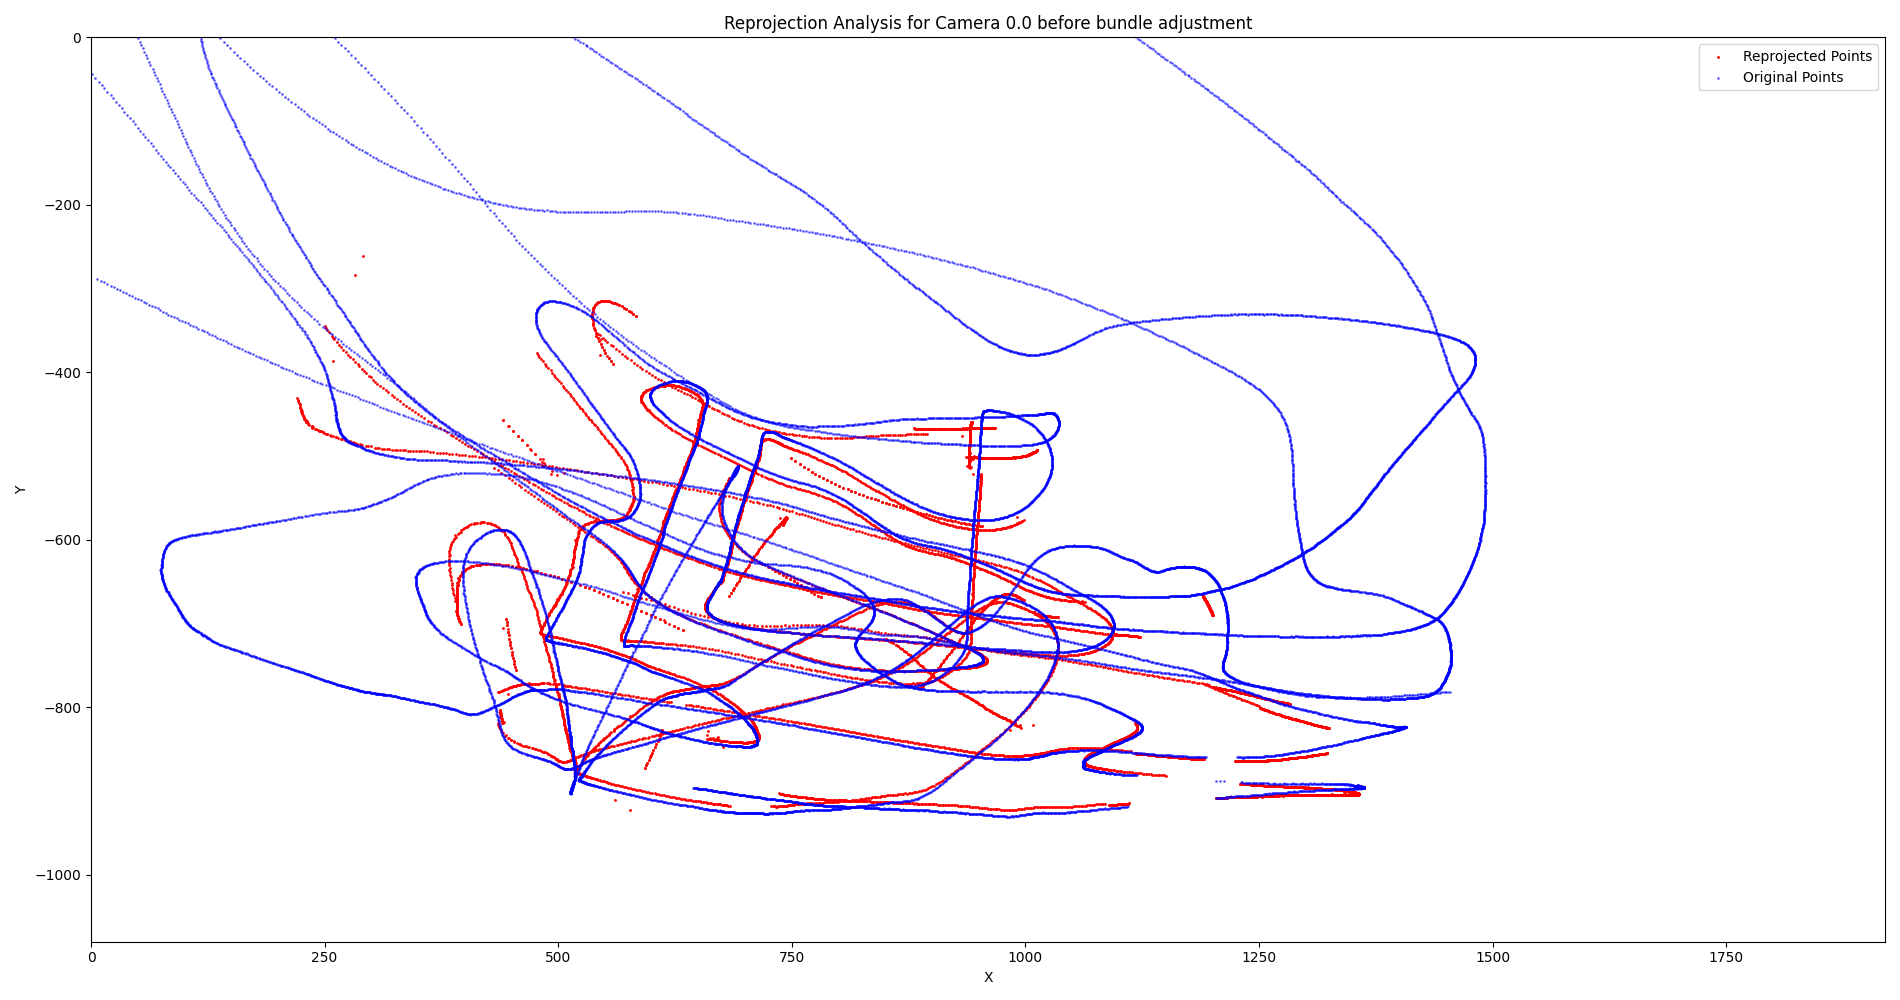 Reprojection Analysis for Camera 0.0 before bundle adjustment
Reprojected Points
Original Points
0
−200
−400
−600
−800
−1000
Y
0
250
500
750
1000
1250
1500
1750
X